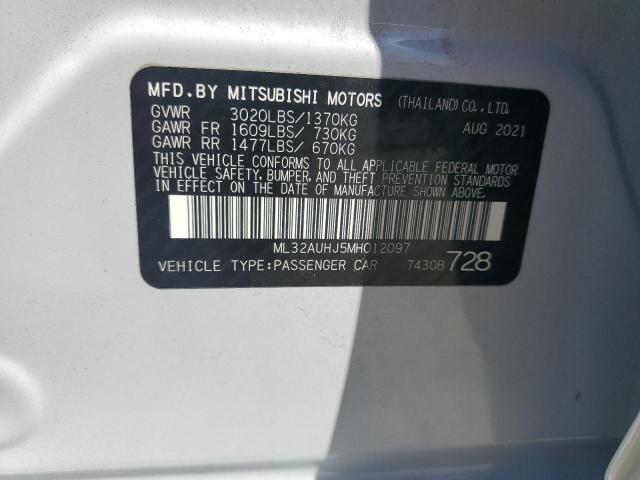 MFD.BY MITSUBISHI MOTORS (THAILAND) CO.,LTD.
GVWR 3020LBS/1370KG AUG 2021
GAWR FR 1609LBS/ 730KG
GAWR RR 1477LBS/ 670KG
THIS VEHICLE CONFORMS TO ALL APPLICABLE FEDERAL MOTOR
VEHICLE SAFETY, BUMPER, AND THEFT PREVENTION STANDARDS
IN EFFECT ON THE DATE OF MANUFACTURE SHOWN ABOVE.
ML32AUHJ5MH012097
VEHICLE TYPE:PASSENGER CAR 74308 728